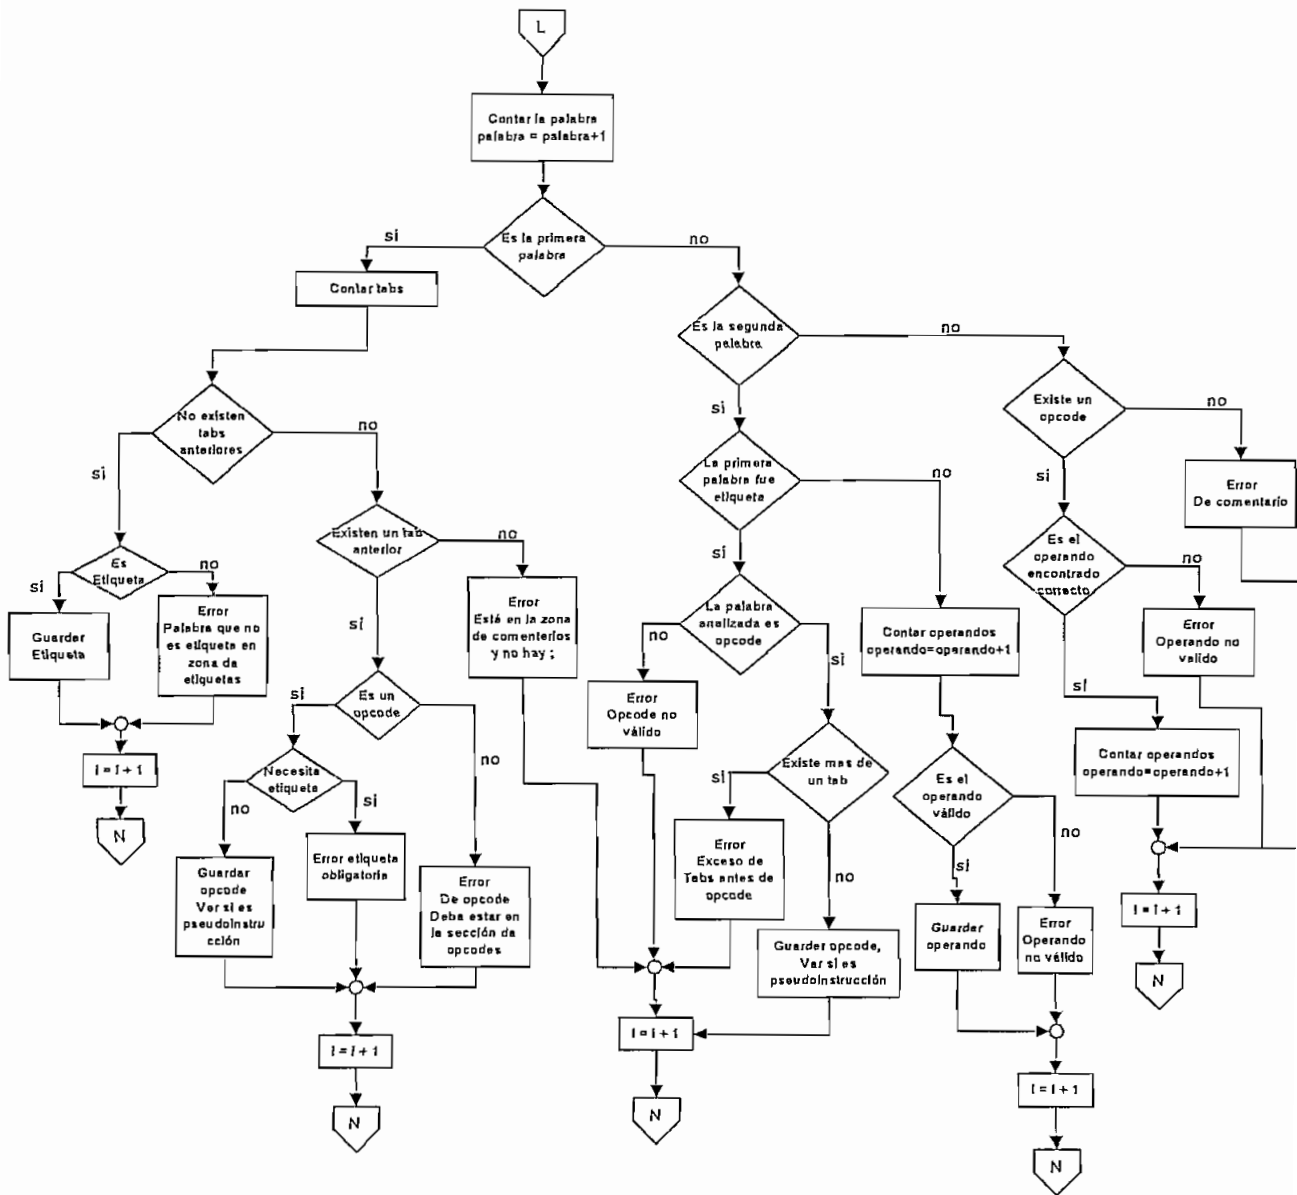 L
Contar la palabra
palabra = palabra+1
Es la primera
palabra
si
no
Contar tabs
Es la segunda
palabra
no
si
No existen
tabs
anteriores
no
si
Existe un
opcode
no
si
Error
De comentario
La primera
palabra fue
etiqueta
no
si
Existen un tab
anterior
no
si
Es el
operando
encontrado
correcto
no
si
Es
Etiqueta
si
no
Guardar
Etiqueta
Error
Palabra que no
es etiqueta en
zona de
etiquetas
Error
Está en la zona
de comentarios
y no hay ;
La palabra
analizada es
opcode
no
si
Contar operandos
operando=operando+1
Error
Operando no
valido
Es un
opcode
si
no
Error
Opcode no
válido
I = I + 1
N
Necesita
etiqueta
no
si
Existe mas de
un tab
si
no
Es el
operando
válido
no
si
Contar operandos
operando=operando+1
Guardar
opcode
Ver si es
pseudoinstru
cción
Error etiqueta
obligatoria
Error
De opcode
Deba estar en
la sección de
opcodes
Error
Exceso de
Tabs antes de
opcode
Guardar opcode,
Ver si es
pseudoinstrucción
Guardar
operando
Error
Operando
no válido
I = I + 1
N
I = I + 1
N
I = I + 1
N
I = I + 1
N